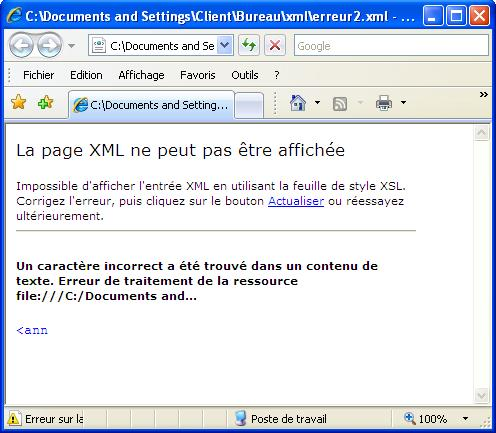 C:\Documents and Settings\Client\Bureau\xml\erreur2.xml - ...
C:\Documents and Se
Google
Fichier Edition Affichage Favoris Outils ?
C:\Documents and Setting...
La page XML ne peut pas être affichée
Impossible d'afficher l'entrée XML en utilisant la feuille de style XSL.
Corrigez l'erreur, puis cliquez sur le bouton Actualiser ou réessayez
ultérieurement.
Un caractère incorrect a été trouvé dans un contenu de
texte. Erreur de traitement de la ressource
file:///C:/Documents and...
<ann
Erreur sur la
Poste de travail
100%